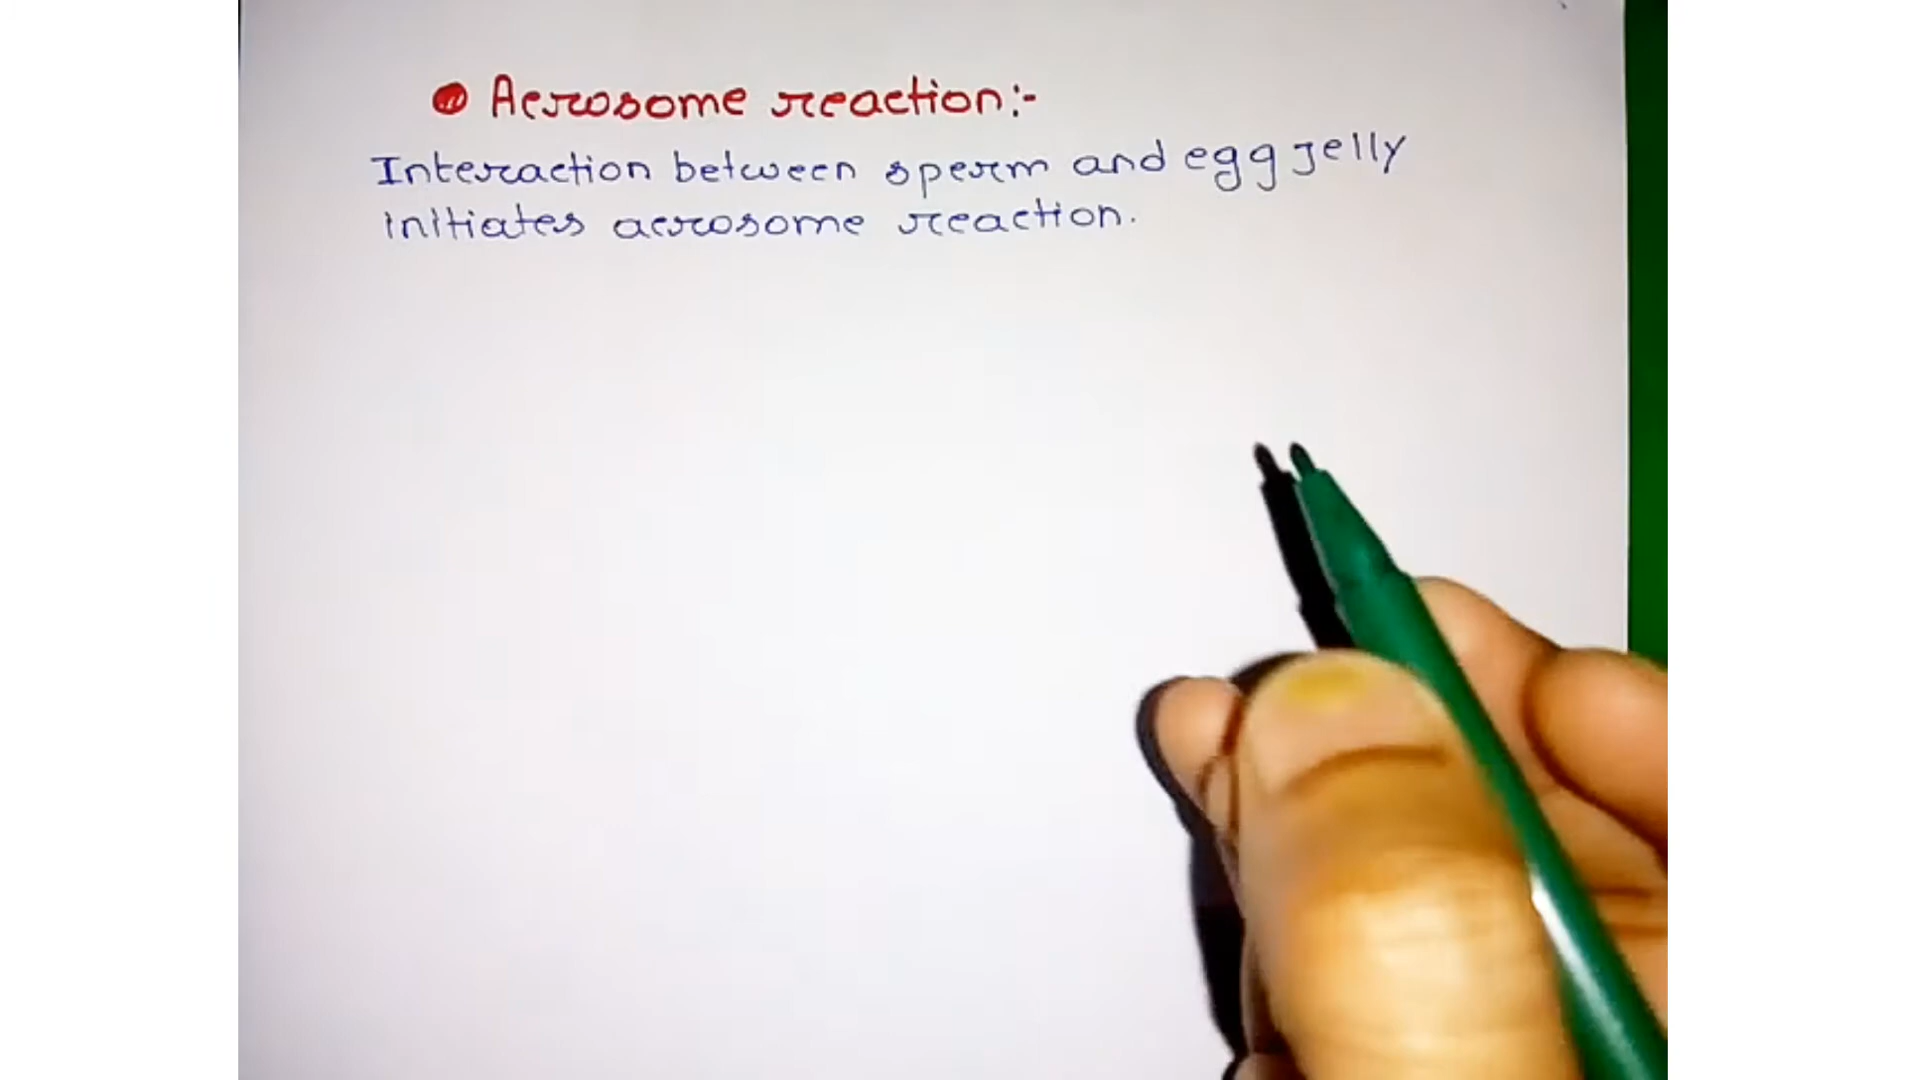 Acrosome reaction:-
Interaction between sperm and egg jelly
initiates acrosome reaction.